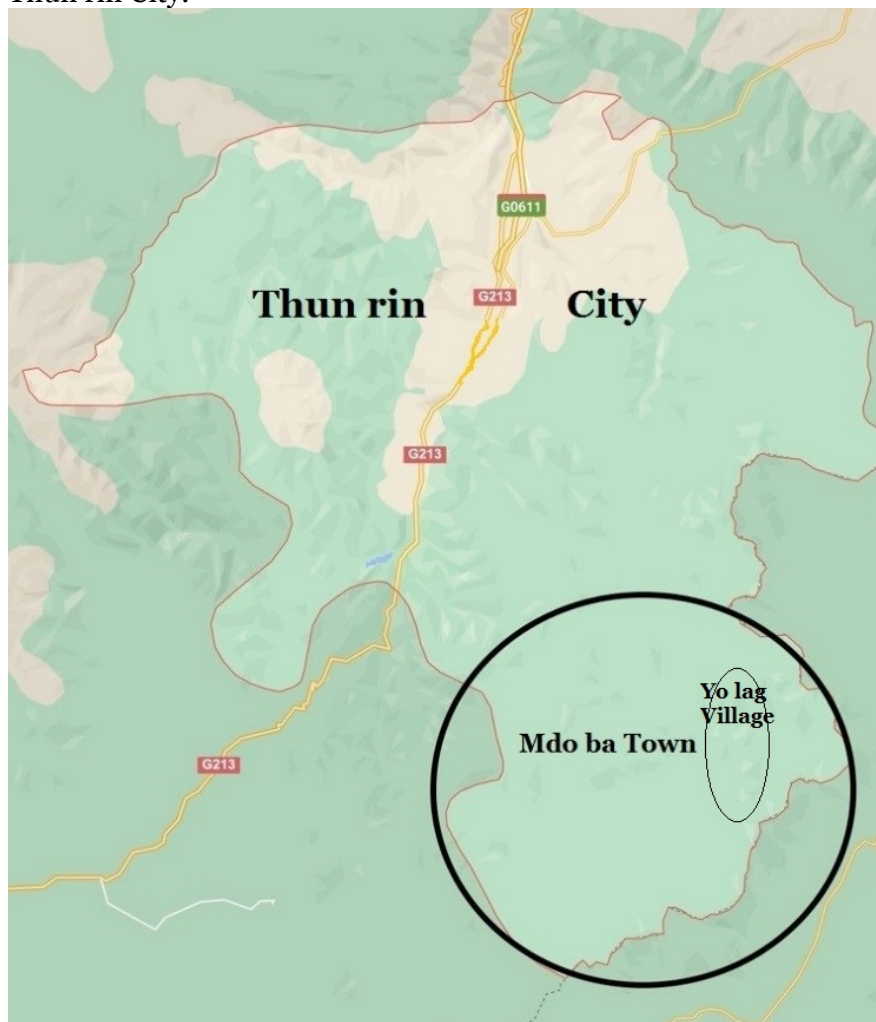 Thun rin City.
G0611
G213
Thun rin City
G213
Yo lag
Village
Mdo ba Town
G213